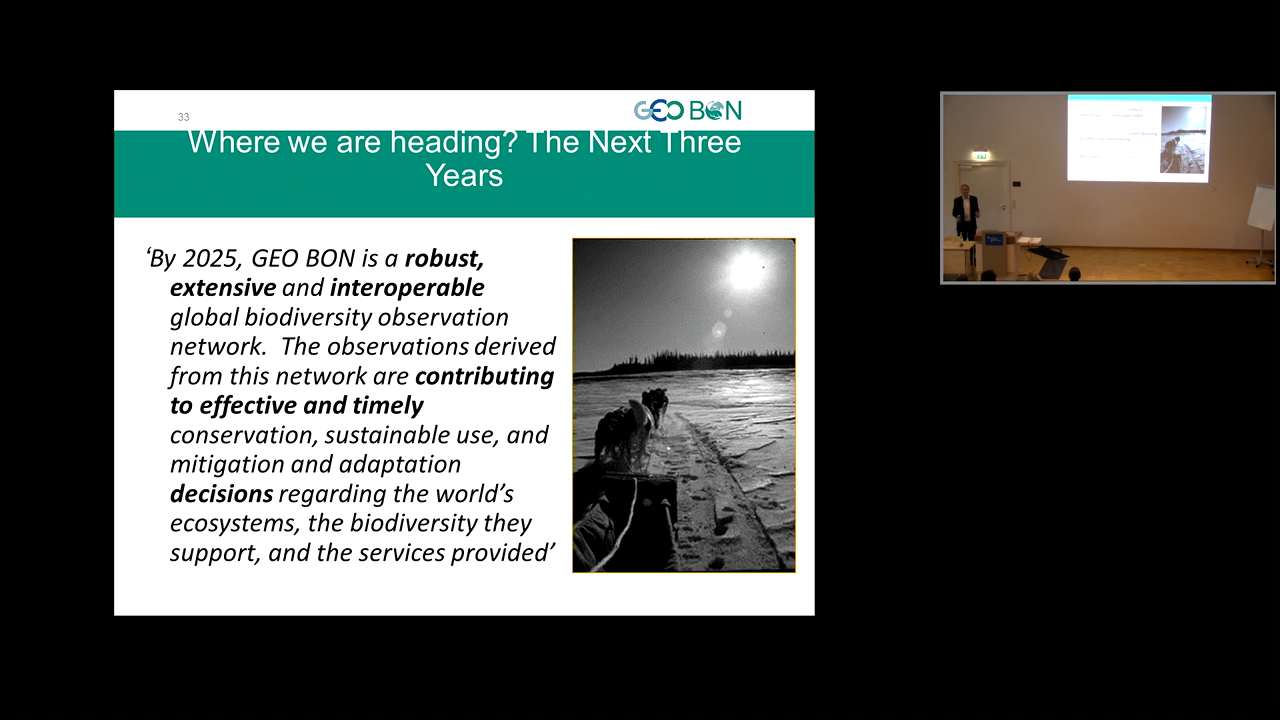 33
GEO BON
Where we are heading? The Next Three
Years
‘By 2025, GEO BON is a robust,
extensive and interoperable
global biodiversity observation
network. The observations derived
from this network are contributing
to effective and timely
conservation, sustainable use, and
mitigation and adaptation
decisions regarding the world’s
ecosystems, the biodiversity they
support, and the services provided’